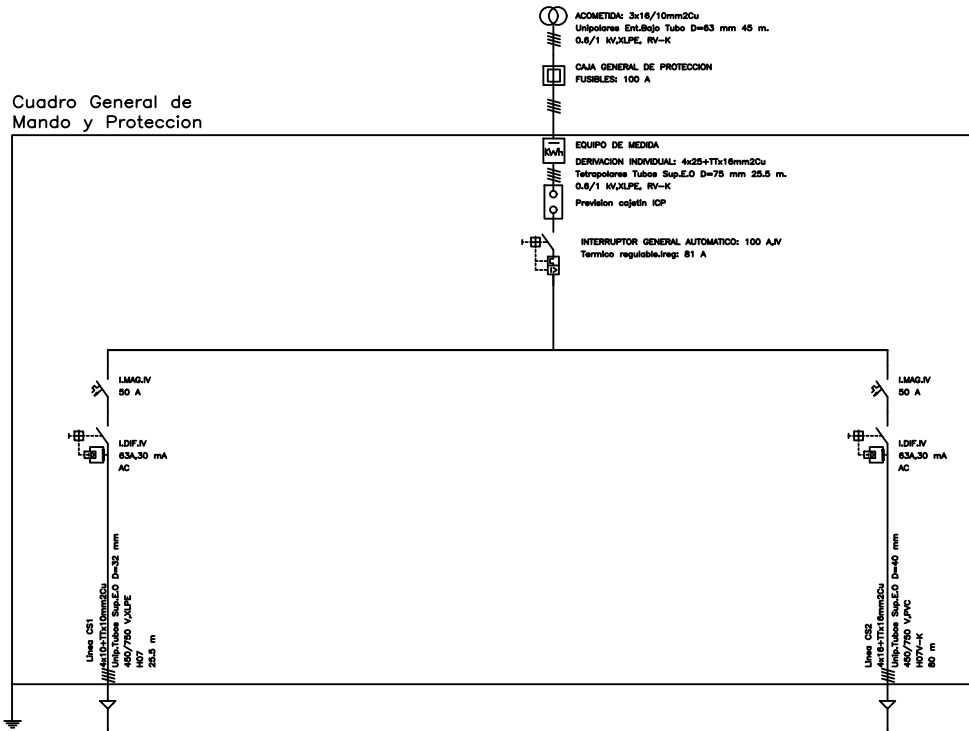 ACOMETIDA: 3x16/10mm2Cu
Unipolares Ent.Bajo Tubo D=63 mm 45 m.
0.6/1 kV,XLPE, RV-K
CAJA GENERAL DE PROTECCION
FUSIBLES: 100 A
Cuadro General de
Mando y Proteccion
KWh
EQUIPO DE MEDIDA
DERIVACION INDIVIDUAL: 4x25+TTx16mm2Cu
Tetrapolares Tubos Sup.E.O D=75 mm 25.5 m.
0.6/1 kV,XLPE, RV-K
Prevision cajetin ICP
INTERRUPTOR GENERAL AUTOMATICO: 100 A,IV
Termico regulable.Ireg: 81 A
I.MAG.IV
50 A
I.DIF.IV
63A,30 mA
AC
Linea CS1
4x10+TTx10mm2Cu
Unip.Tubos Sup.E.O D=32 mm
450/750 V,XLPE
H07
25.5 m
I.MAG.IV
50 A
I.DIF.IV
63A,30 mA
AC
Linea CS2
4x16+TTx16mm2Cu
Unip.Tubos Sup.E.O D=40 mm
450/750 V,PVC
H07V-K
80 m